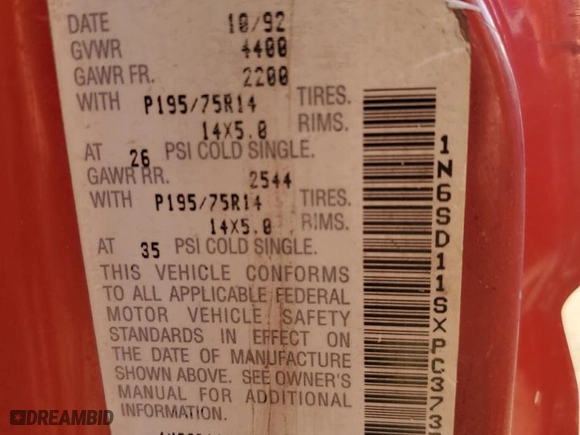 DATE 10/92
GVWR 4400
GAWR FR. 2200
WITH P195/75R14 TIRES.
14X5.0 RIMS.
AT 26 PSI COLD SINGLE.
GAWR RR. 2544
WITH P195/75R14 TIRES.
14X5.0 RIMS.
AT 35 PSI COLD SINGLE.
THIS VEHICLE CONFORMS
TO ALL APPLICABLE FEDERAL
MOTOR VEHICLE SAFETY
STANDARDS IN EFFECT ON
THE DATE OF MANUFACTURE
SHOWN ABOVE. SEE OWNER'S
MANUAL FOR ADDITIONAL
INFORMATION.
1N6SD11SXPC373
DREAMBID